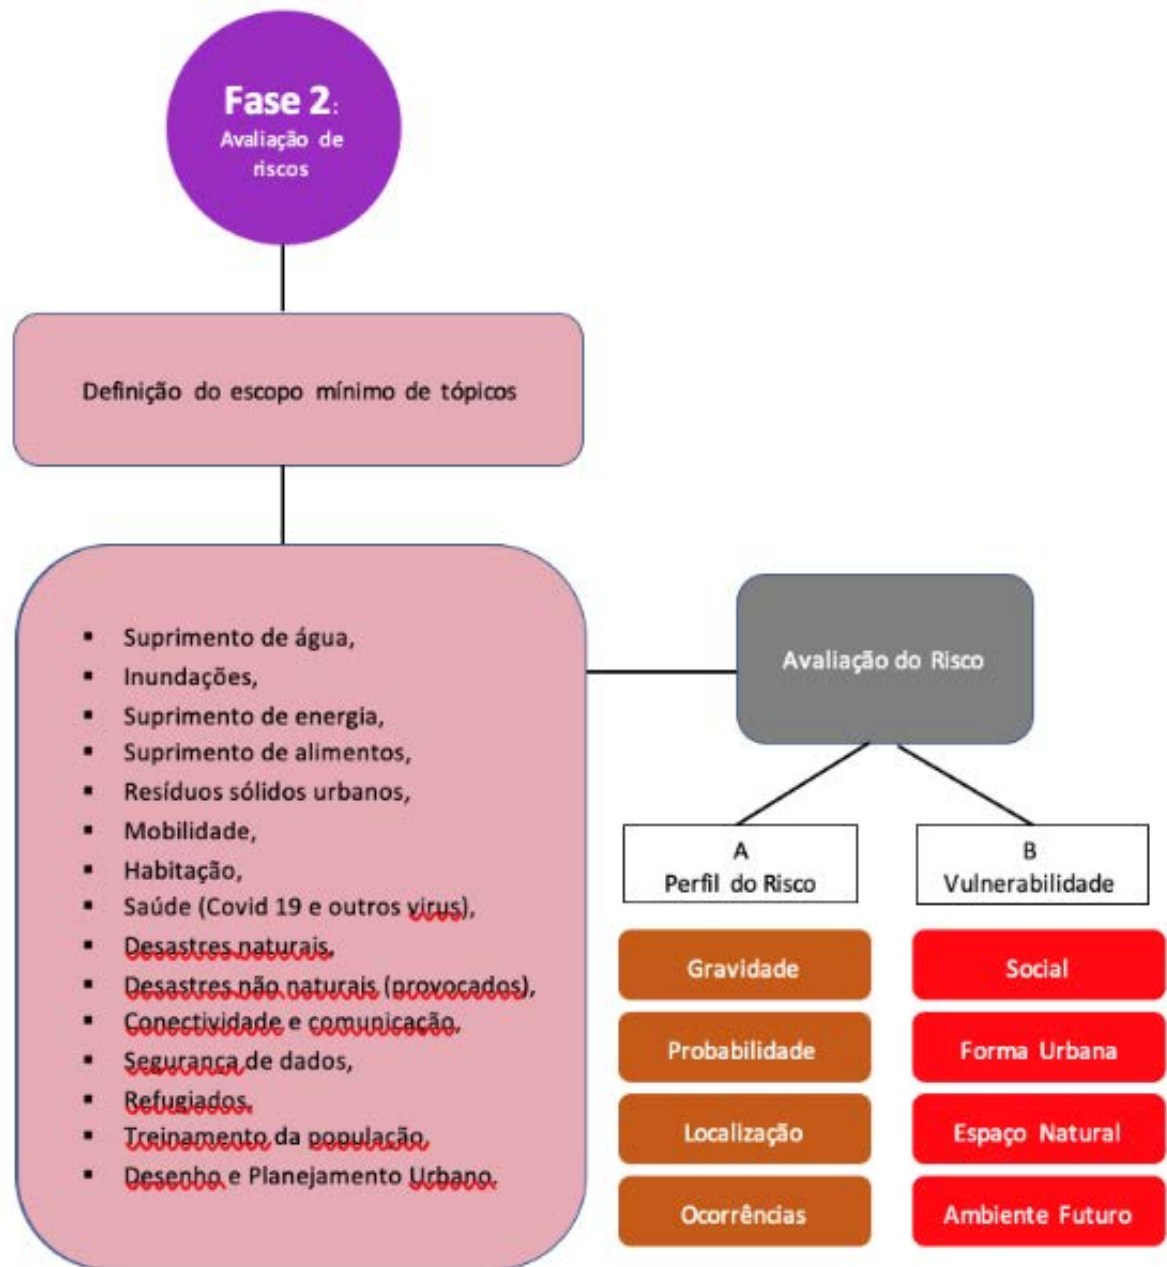 Fase 2:
Avaliação de
riscos
Definição do escopo mínimo de tópicos
▪ Suprimento de água,
▪ Inundações,
▪ Suprimento de energia,
▪ Suprimento de alimentos,
▪ Resíduos sólidos urbanos,
▪ Mobilidade,
▪ Habitação,
▪ Saúde (Covid 19 e outros virus),
▪ Desastres naturais,
▪ Desastres não naturais (provocados),
▪ Conectividade e comunicação,
▪ Segurança de dados,
▪ Refugiados,
▪ Treinamento da população,
▪ Desenho e Planejamento Urbano.
Avaliação do Risco
A
Perfil do Risco
Gravidade
Probabilidade
Localização
Ocorrências
B
Vulnerabilidade
Social
Forma Urbana
Espaço Natural
Ambiente Futuro